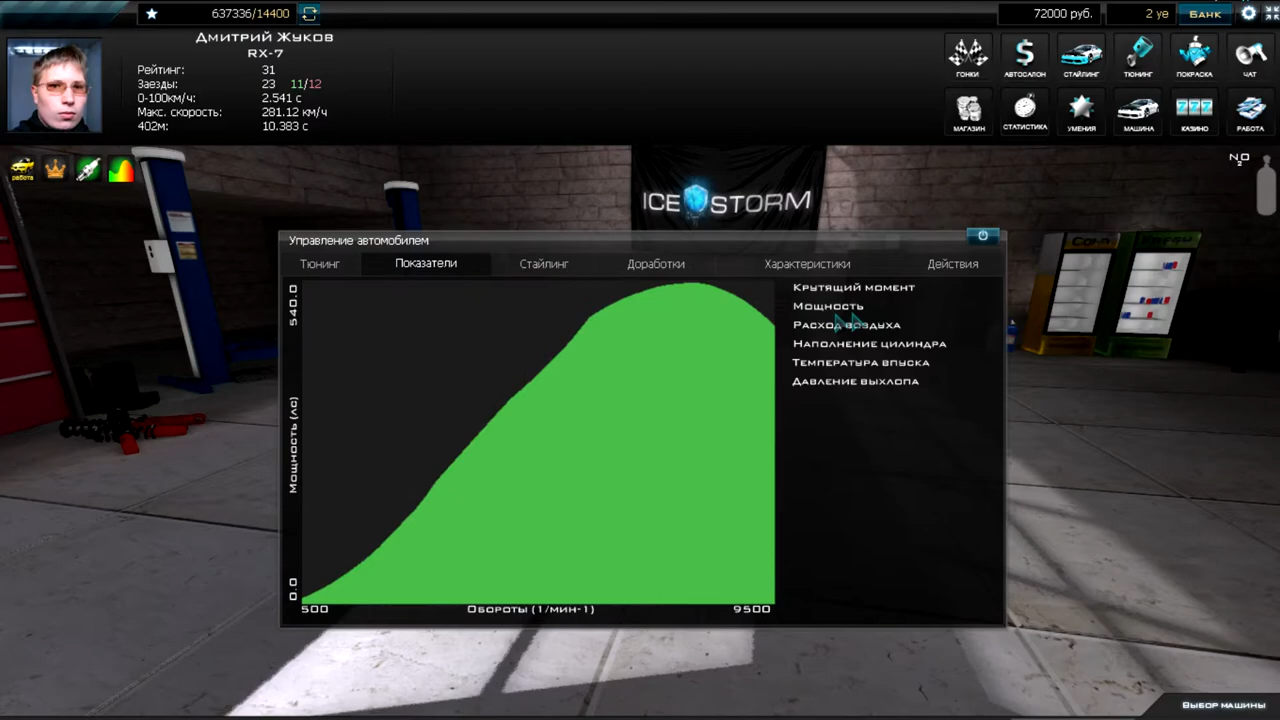 637336/14400
72000 руб.
2 уе
БАНК
Дмитрий Жуков
RX-7
Рейтинг: 31
Заезды: 23 11/12
0-100км/ч: 2.541 с
Макс. скорость: 281.12 км/ч
402м: 10.383 с
ГОНКИ
АВТОСАЛОН
СТАЙЛИНГ
ТЮНИНГ
ПОКРАСКА
ЧАТ
МАГАЗИН
СТАТИСТИКА
УМЕНИЯ
МАШИНА
КАЗИНО
РАБОТА
работа
N2O
ICE STORM
Управление автомобилем
Тюнинг
Показатели
Стайлинг
Доработки
Характеристики
Действия
540.0
Мощность (лс)
0.0
500
Обороты (1/мин-1)
9500
Крутящий момент
Мощность
Расход воздуха
Наполнение цилиндра
Температура впуска
Давление выхлопа
Выбор машины